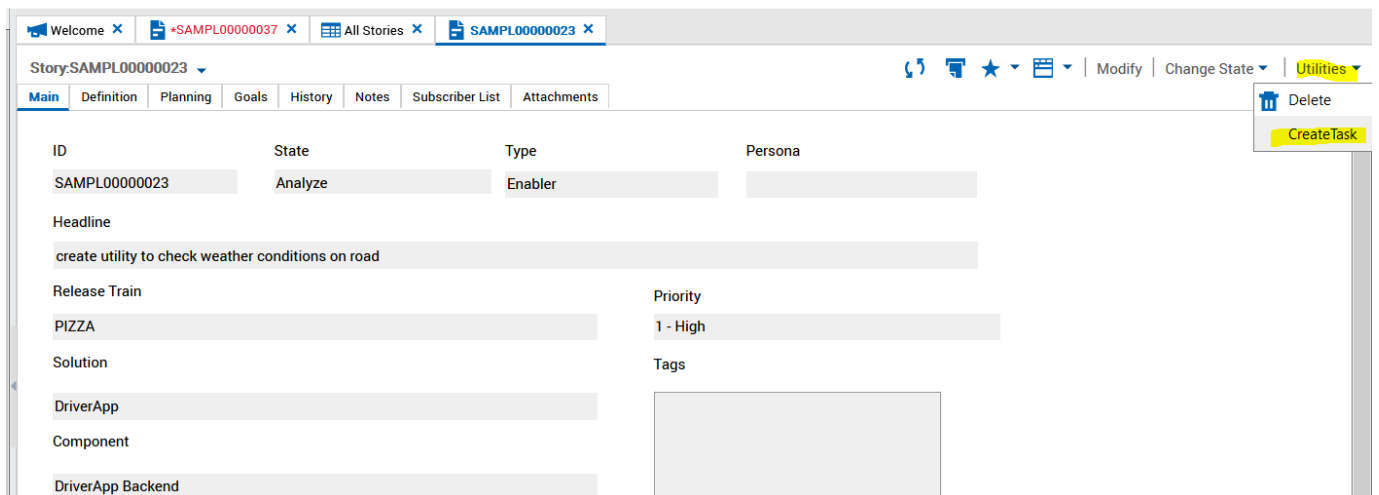 Welcome × *SAMPL00000037 × All Stories × SAMPL00000023 ×
Story:SAMPL00000023 Modify Change State Utilities
Main Definition Planning Goals History Notes Subscriber List Attachments
Delete
CreateTask
ID State Type Persona
SAMPL00000023 Analyze Enabler
Headline
create utility to check weather conditions on road
Release Train Priority
PIZZA 1 - High
Solution Tags
DriverApp
Component
DriverApp Backend